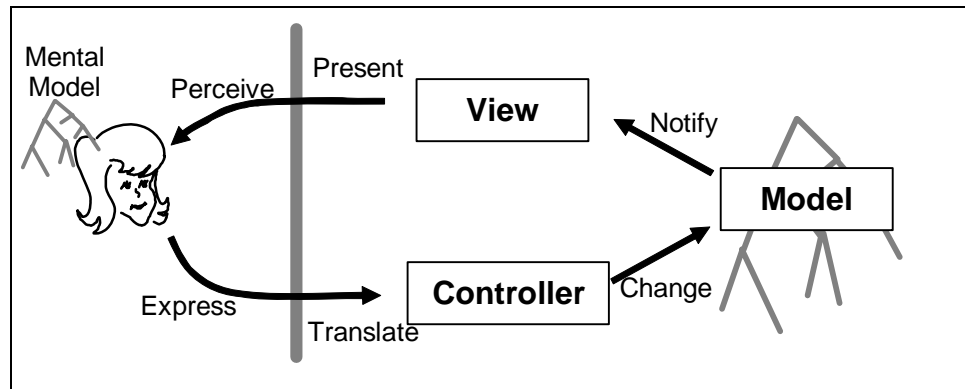 Mental
Model
Perceive
Present
View
Notify
Model
Express
Translate
Controller
Change